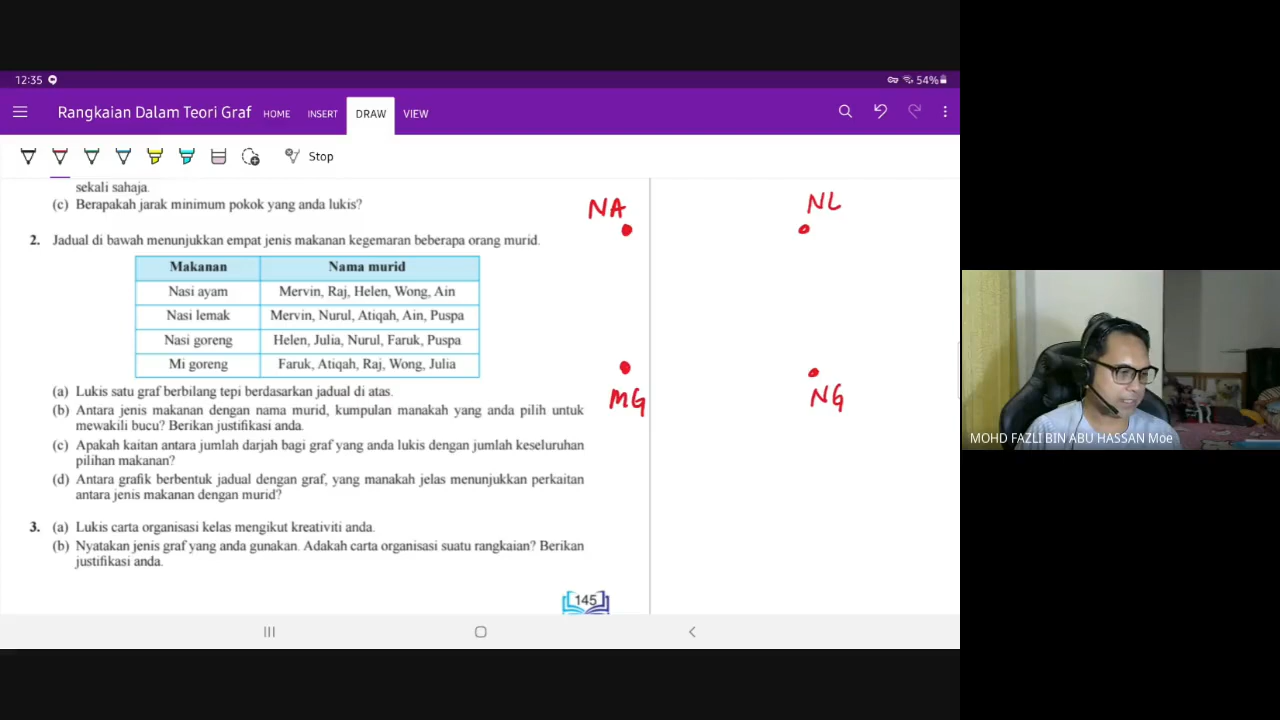 12:35
54%
Rangkaian Dalam Teori Graf HOME INSERT DRAW VIEW
Stop
sekali sahaja.
(c) Berapakah jarak minimum pokok yang anda lukis?
NA
NL
2. Jadual di bawah menunjukkan empat jenis makanan kegemaran beberapa orang murid.
Makanan Nama murid
Nasi ayam Mervin, Raj, Helen, Wong, Ain
Nasi lemak Mervin, Nurul, Atiqah, Ain, Puspa
Nasi goreng Helen, Julia, Nurul, Faruk, Puspa
Mi goreng Faruk, Atiqah, Raj, Wong, Julia
MG
NG
(a) Lukis satu graf berbilang tepi berdasarkan jadual di atas.
(b) Antara jenis makanan dengan nama murid, kumpulan manakah yang anda pilih untuk
mewakili bucu? Berikan justifikasi anda.
(c) Apakah kaitan antara jumlah darjah bagi graf yang anda lukis dengan jumlah keseluruhan
pilihan makanan?
(d) Antara grafik berbentuk jadual dengan graf, yang manakah jelas menunjukkan perkaitan
antara jenis makanan dengan murid?
3. (a) Lukis carta organisasi kelas mengikut kreativiti anda.
(b) Nyatakan jenis graf yang anda gunakan. Adakah carta organisasi suatu rangkaian? Berikan
justifikasi anda.
145
MOHD FAZLI BIN ABU HASSAN Moe